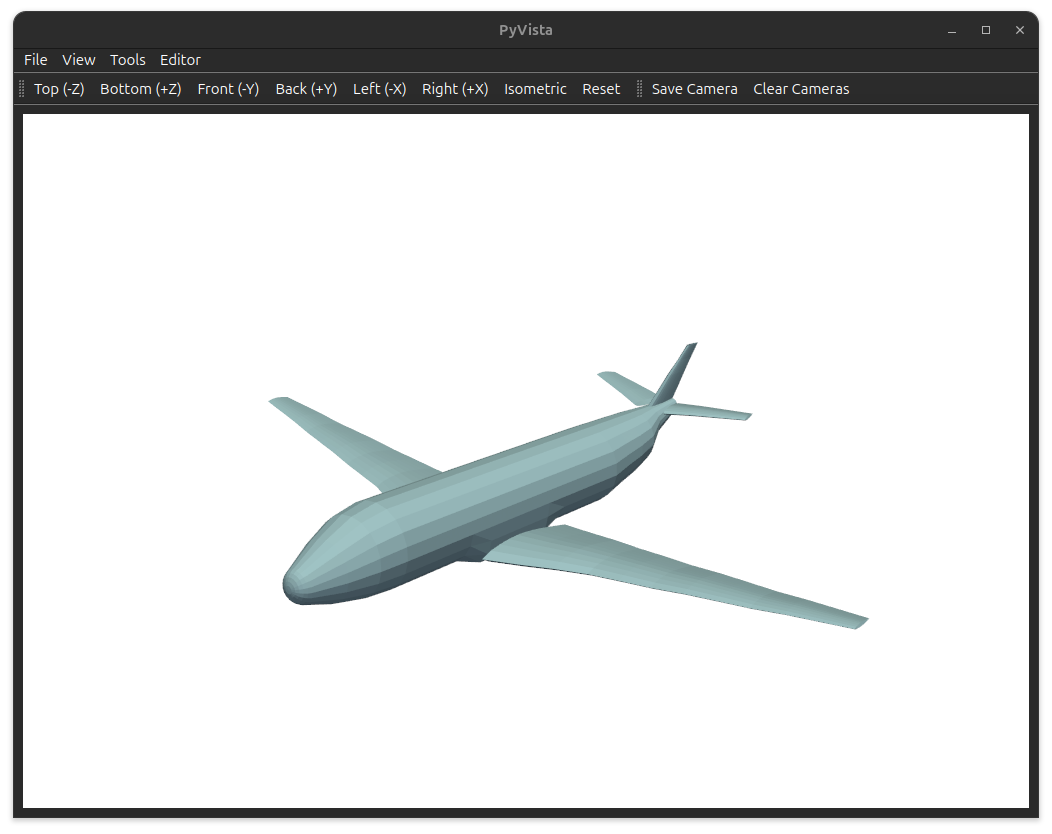 PyVista
File View Tools Editor
Top (-Z) Bottom (+Z) Front (-Y) Back (+Y) Left (-X) Right (+X) Isometric Reset Save Camera Clear Cameras